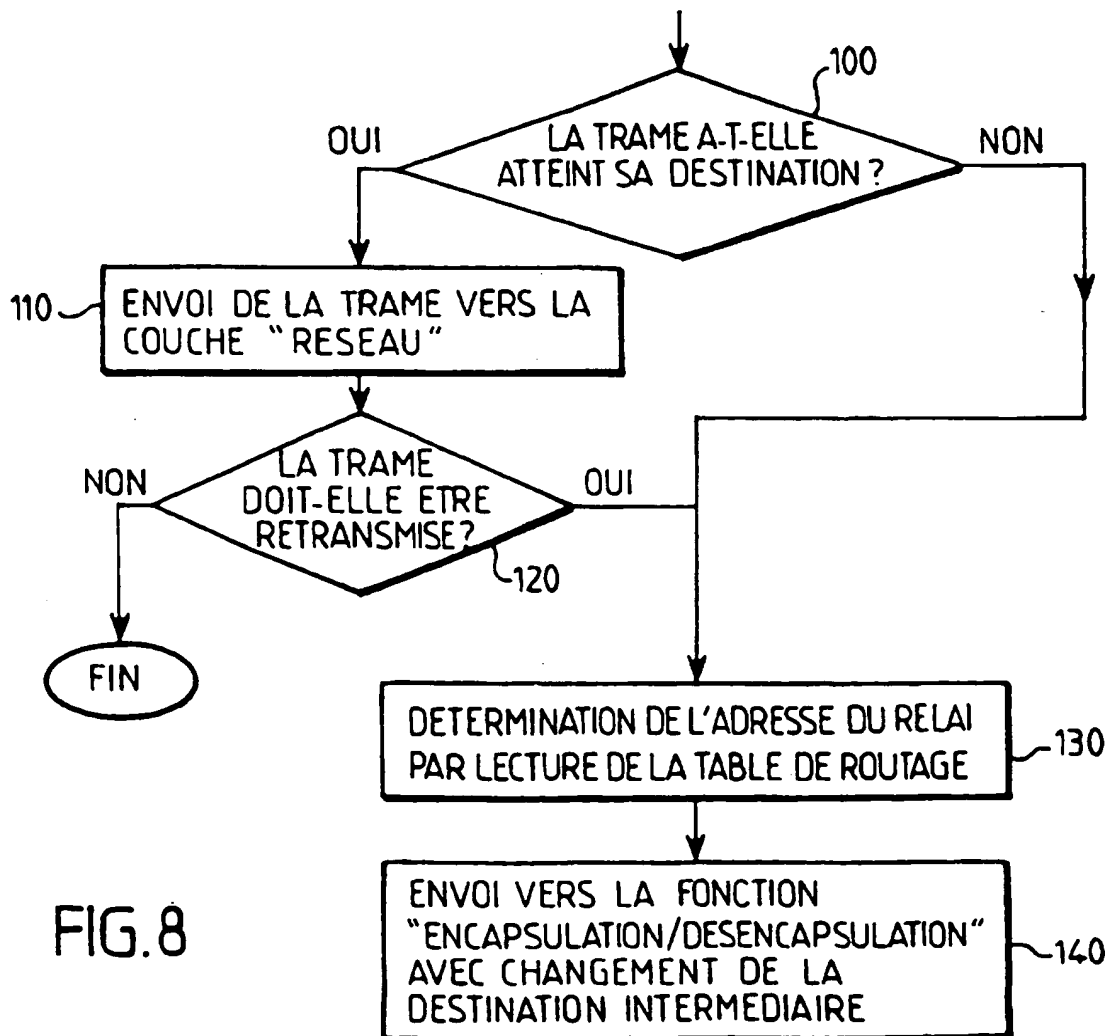 100
LA TRAME A-T-ELLE
ATTEINT SA DESTINATION ?
OUI
NON
110
ENVOI DE LA TRAME VERS LA
COUCHE "RESEAU"
LA TRAME
DOIT-ELLE ETRE
RETRANSMISE?
NON
OUI
120
FIN
DETERMINATION DE L'ADRESSE DU RELAI
PAR LECTURE DE LA TABLE DE ROUTAGE
130
ENVOI VERS LA FONCTION
"ENCAPSULATION/DESENCAPSULATION"
AVEC CHANGEMENT DE LA
DESTINATION INTERMEDIAIRE
140
FIG.8